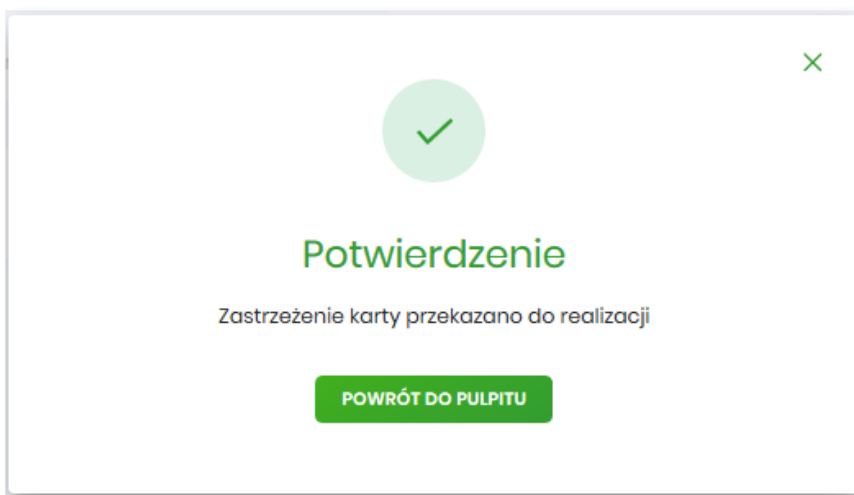 Potwierdzenie
Zastrzeżenie karty przekazano do realizacji
POWRÓT DO PULPITU